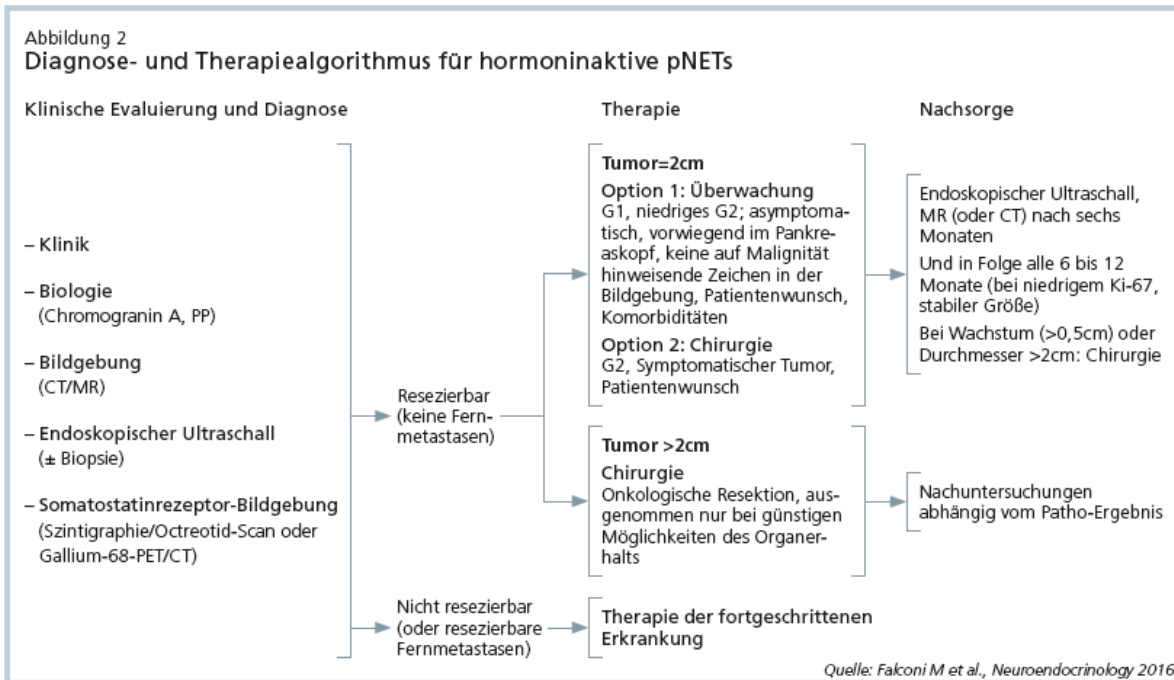 Abbildung 2
Diagnose- und Therapiealgorithmus für hormoninaktive pNETs
Klinische Evaluierung und Diagnose
– Klinik
– Biologie
(Chromogranin A, PP)
– Bildgebung
(CT/MR)
– Endoskopischer Ultraschall
(± Biopsie)
– Somatostatinrezeptor-Bildgebung
(Szintigraphie/Octreotid-Scan oder
Gallium-68-PET/CT)
Resezierbar
(keine Fern-
metastasen)
Nicht resezierbar
(oder resezierbare
Fernmetastasen)
Therapie
Tumor=2cm
Option 1: Überwachung
G1, niedriges G2; asymptoma-
tisch, vorwiegend im Pankre-
askopf, keine auf Malignität
hinweisende Zeichen in der
Bildgebung, Patientenwunsch,
Komorbiditäten
Option 2: Chirurgie
G2, Symptomatischer Tumor,
Patientenwunsch
Tumor >2cm
Chirurgie
Onkologische Resektion, aus-
genommen nur bei günstigen
Möglichkeiten des Organer-
halts
Therapie der fortgeschrittenen
Erkrankung
Nachsorge
Endoskopischer Ultraschall,
MR (oder CT) nach sechs
Monaten
Und in Folge alle 6 bis 12
Monate (bei niedrigem Ki-67,
stabiler Größe)
Bei Wachstum (>0,5cm) oder
Durchmesser >2cm: Chirurgie
Nachuntersuchungen
abhängig vom Patho-Ergebnis
Quelle: Falconi M et al., Neuroendocrinology 2016